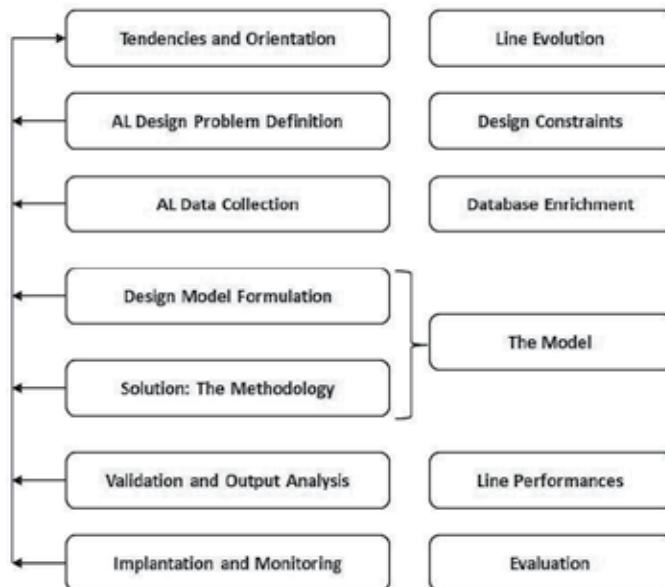 Tendencies and Orientation
Line Evolution
AL Design Problem Definition
Design Constraints
AL Data Collection
Database Enrichment
Design Model Formulation
The Model
Solution: The Methodology
Validation and Output Analysis
Line Performances
Implantation and Monitoring
Evaluation